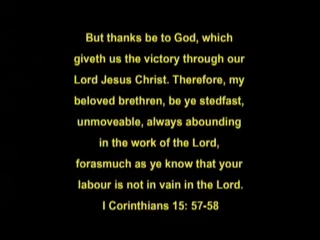 But thanks be to God, which
giveth us the victory through our
Lord Jesus Christ. Therefore, my
beloved brethren, be ye stedfast,
unmoveable, always abounding
in the work of the Lord,
forasmuch as ye know that your
labour is not in vain in the Lord.
I Corinthians 15: 57-58